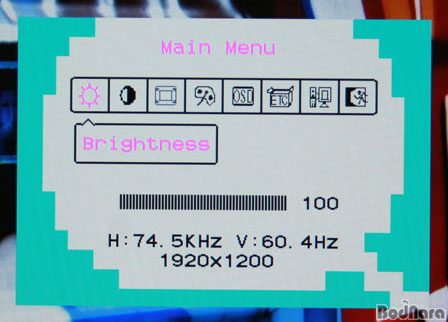 Main Menu
OSD
ETC
Brightness
100
H:74.5KHz V:60.4Hz
1920x1200
BodNara